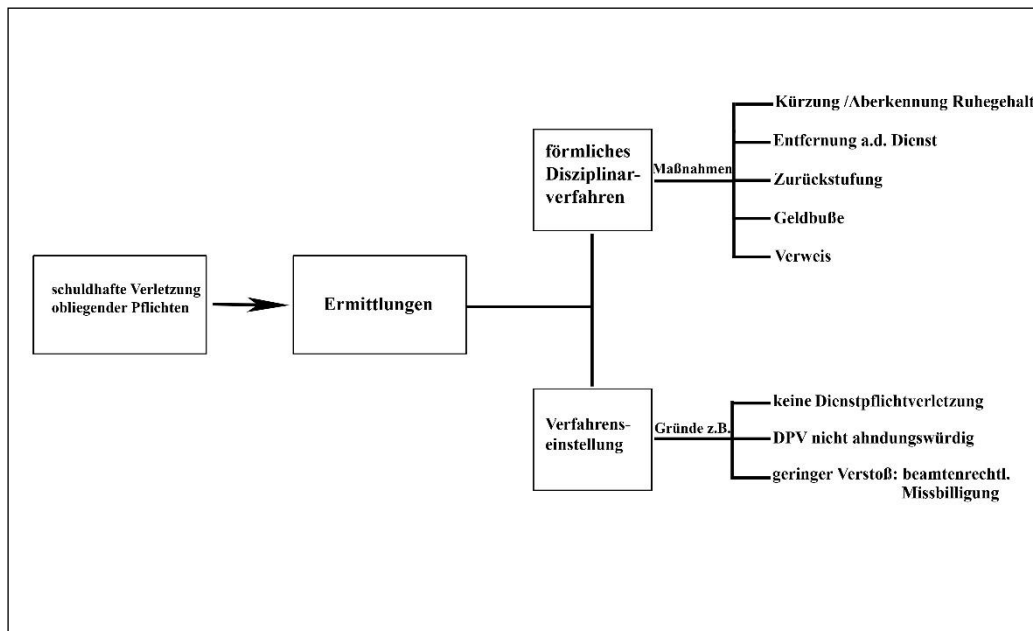 schuldhafte Verletzung
obliegender Pflichten
Ermittlungen
förmliches
Disziplinar-
verfahren
Maßnahmen
Kürzung /Aberkennung Ruhegehalt
Entfernung a.d. Dienst
Zurückstufung
Geldbuße
Verweis
Verfahrens-
einstellung
Gründe z.B.
keine Dienstpflichtverletzung
DPV nicht ahndungswürdig
geringer Verstoß: beamtenrechtl.
Missbilligung